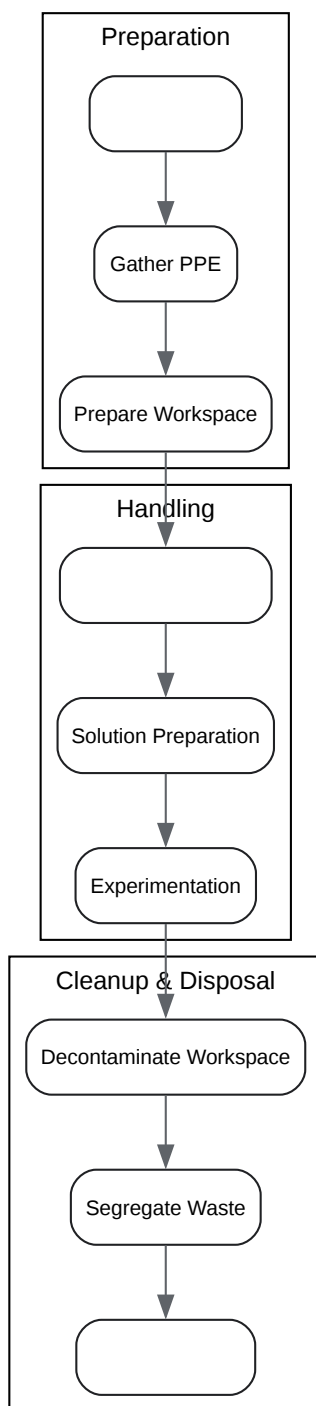 Preparation
Gather PPE
Prepare Workspace
Handling
Solution Preparation
Experimentation
Cleanup & Disposal
Decontaminate Workspace
Segregate Waste